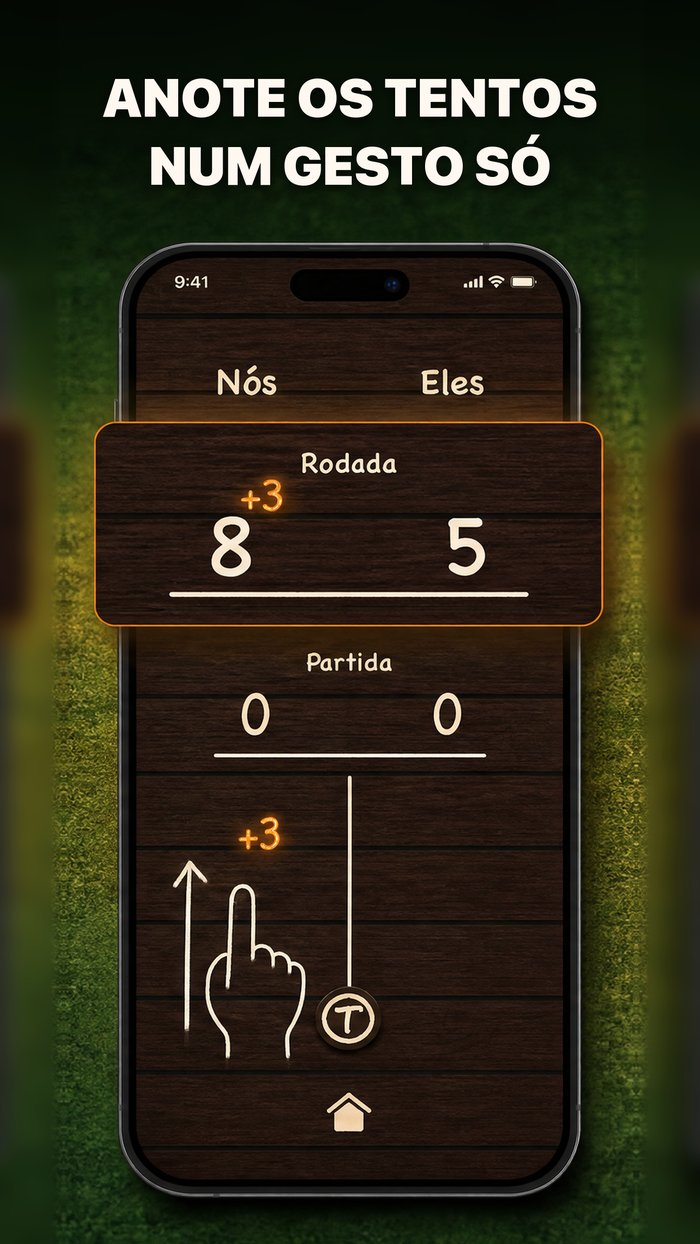 ANOTE OS TENTOS
NUM GESTO SÓ
9:41
Nós Eles
Rodada
+3
8 5
Partida
0 0
+3
T